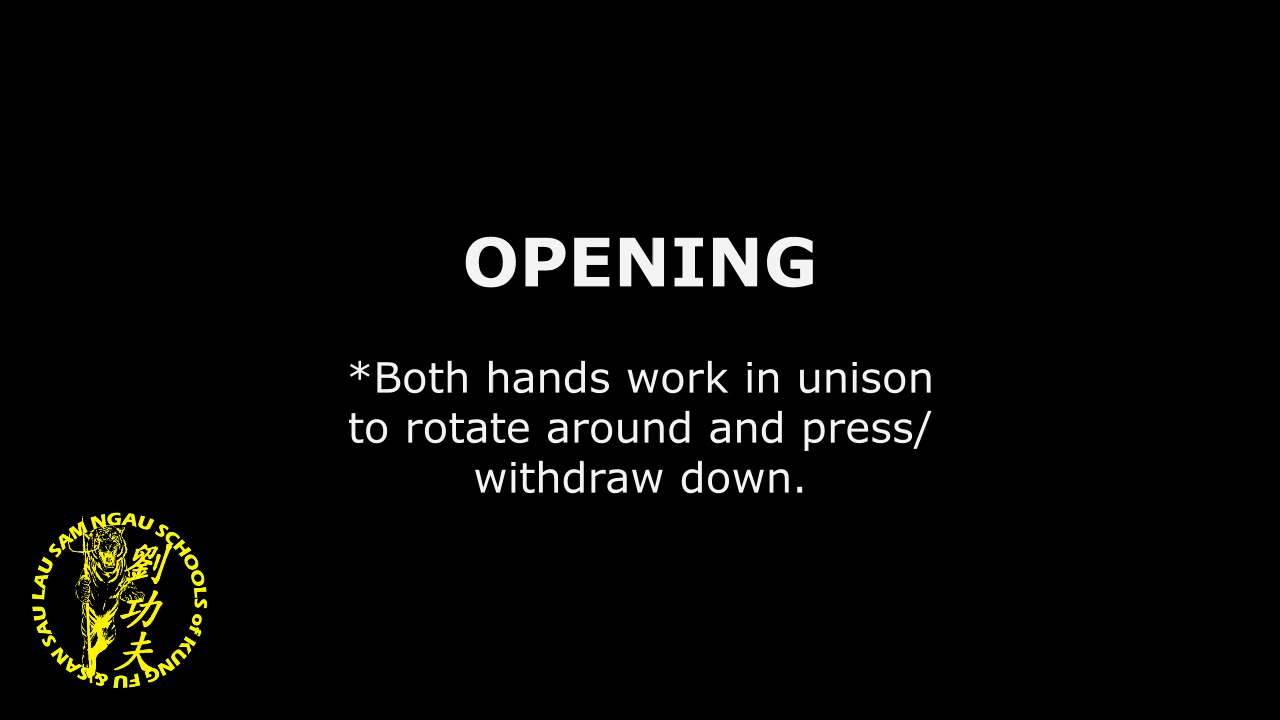 OPENING
*Both hands work in unison
to rotate around and press/
withdraw down.
LAU SAM NGAU SCHOOLS of KUNG FU & SAN SAU
劉
功
夫